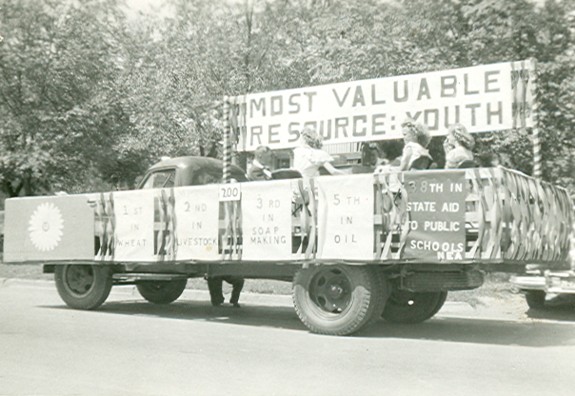 MOST VALUABLE
RESOURCE: YOUTH
200
1ST
IN
WHEAT
2ND
IN
LIVESTOCK
3RD
IN
SOAP
MAKING
5TH
IN
OIL
38TH IN
STATE AID
TO PUBLIC
SCHOOLS
NEA